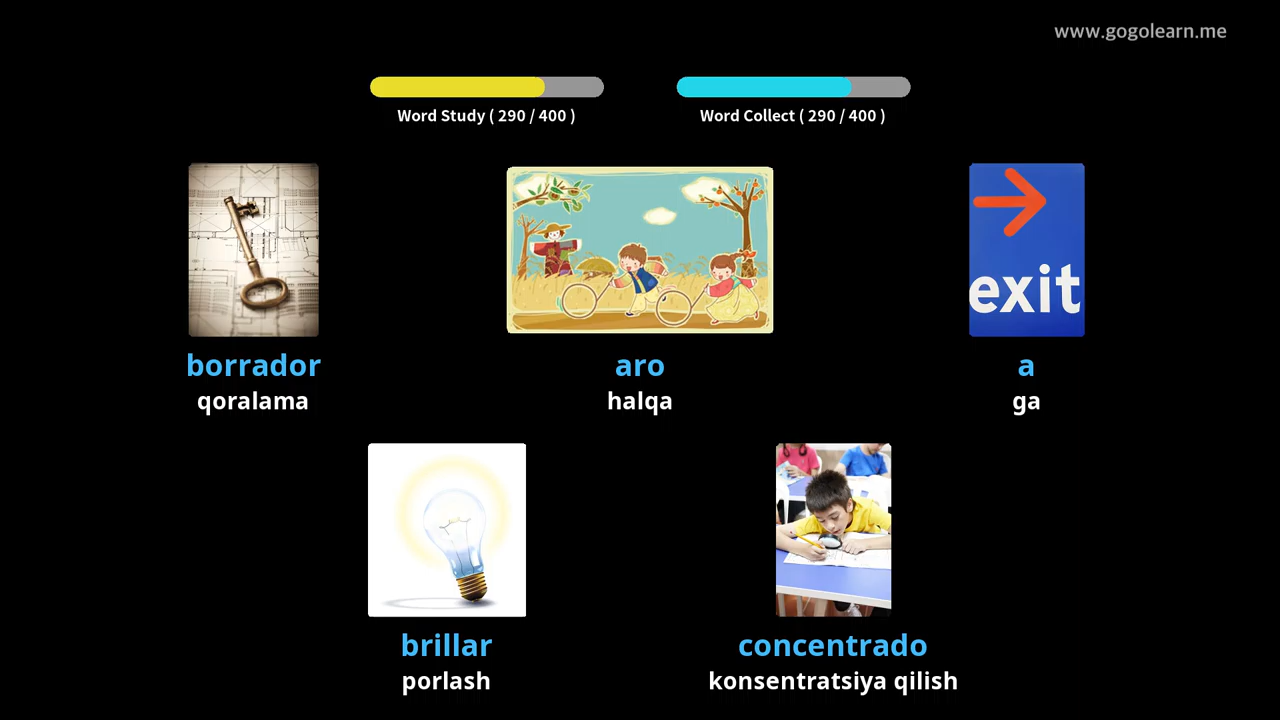 www.gogolearn.me
Word Study ( 290 / 400 )
Word Collect ( 290 / 400 )
exit
borrador
qoralama
aro
halqa
a
ga
brillar
porlash
concentrado
konsentratsiya qilish